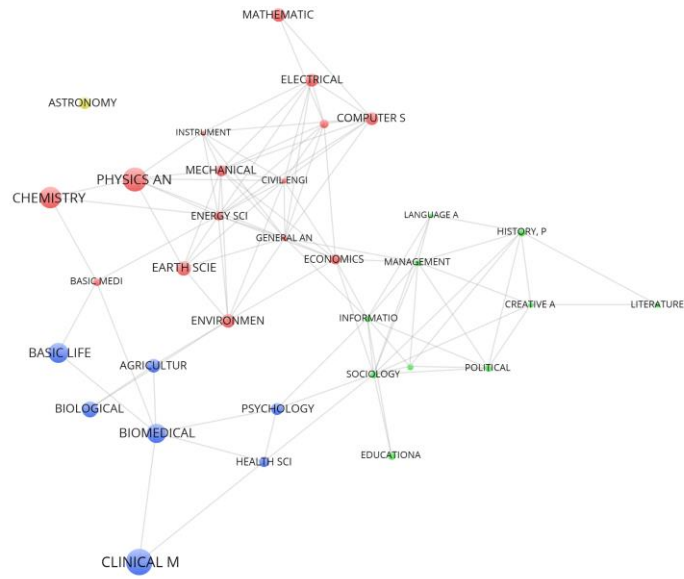 MATHEMATIC
ELECTRICAL
ASTRONOMY
COMPUTER S
INSTRUMENT
MECHANICAL
PHYSICS AN
CIVIL ENGI
CHEMISTRY
ENERGY SCI
LANGUAGE A
HISTORY, P
GENERAL AN
ECONOMICS
MANAGEMENT
EARTH SCIE
BASIC MEDI
CREATIVE A
LITERATURE
INFORMATIO
ENVIRONMEN
BASIC LIFE
AGRICULTUR
SOCIOLOGY
POLITICAL
BIOLOGICAL
PSYCHOLOGY
BIOMEDICAL
EDUCATIONA
HEALTH SCI
CLINICAL M